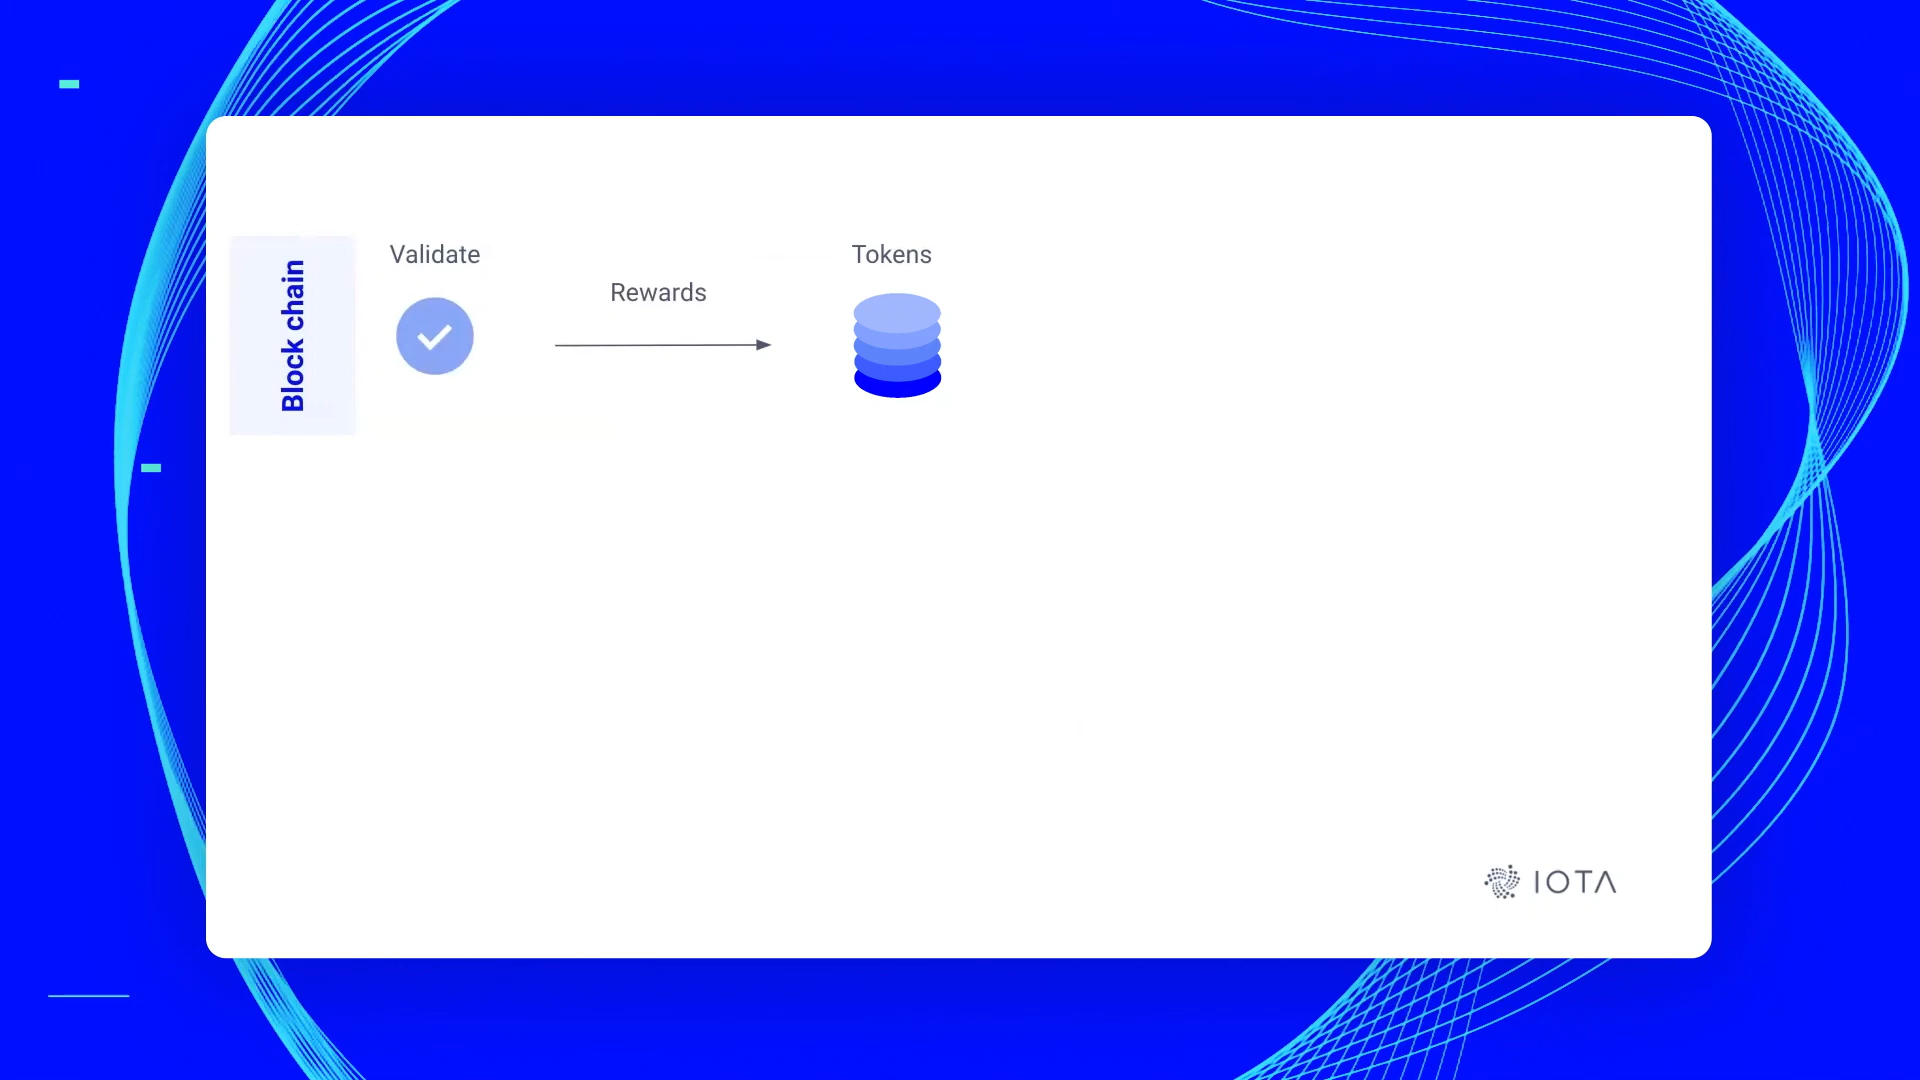 Block chain
Validate
Rewards
Tokens
IOTA